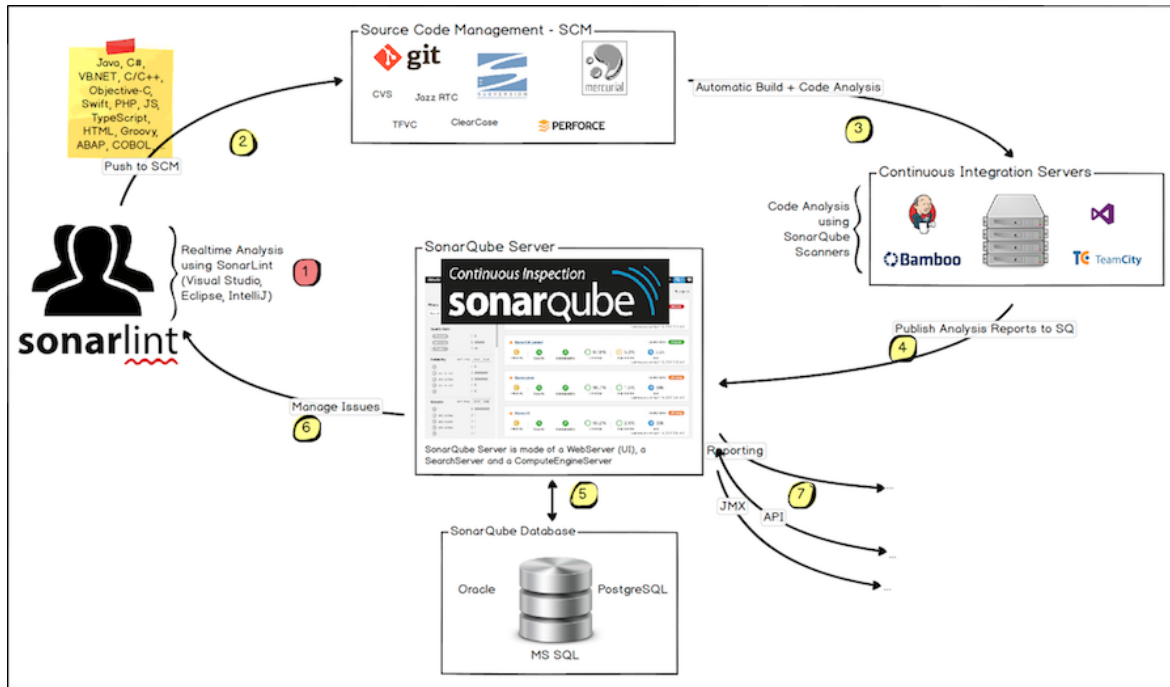 Java, C#,
VB.NET, C/C++,
Objective-C,
Swift, PHP, JS,
TypeScript,
HTML, Groovy,
ABAP, COBOL
Push to SCM
2
Source Code Management - SCM
git
CVS
Jazz RTC
SUBVERSION
mercurial
TFVC
ClearCase
PERFORCE
Automatic Build + Code Analysis
3
Continuous Integration Servers
Code Analysis
using
SonarQube
Scanners
Bamboo
TC TeamCity
Realtime Analysis
using SonarLint
(Visual Studio,
Eclipse, IntelliJ)
1
sonarlint
SonarQube Server
Continuous Inspection
sonarqube
SonarQube Server is made of a WebServer (UI), a
SearchServer and a ComputeEngineServer
Publish Analysis Reports to SQ
4
Manage Issues
6
5
Reporting
JMX
API
7
...
...
...
SonarQube Database
Oracle
PostgreSQL
MS SQL